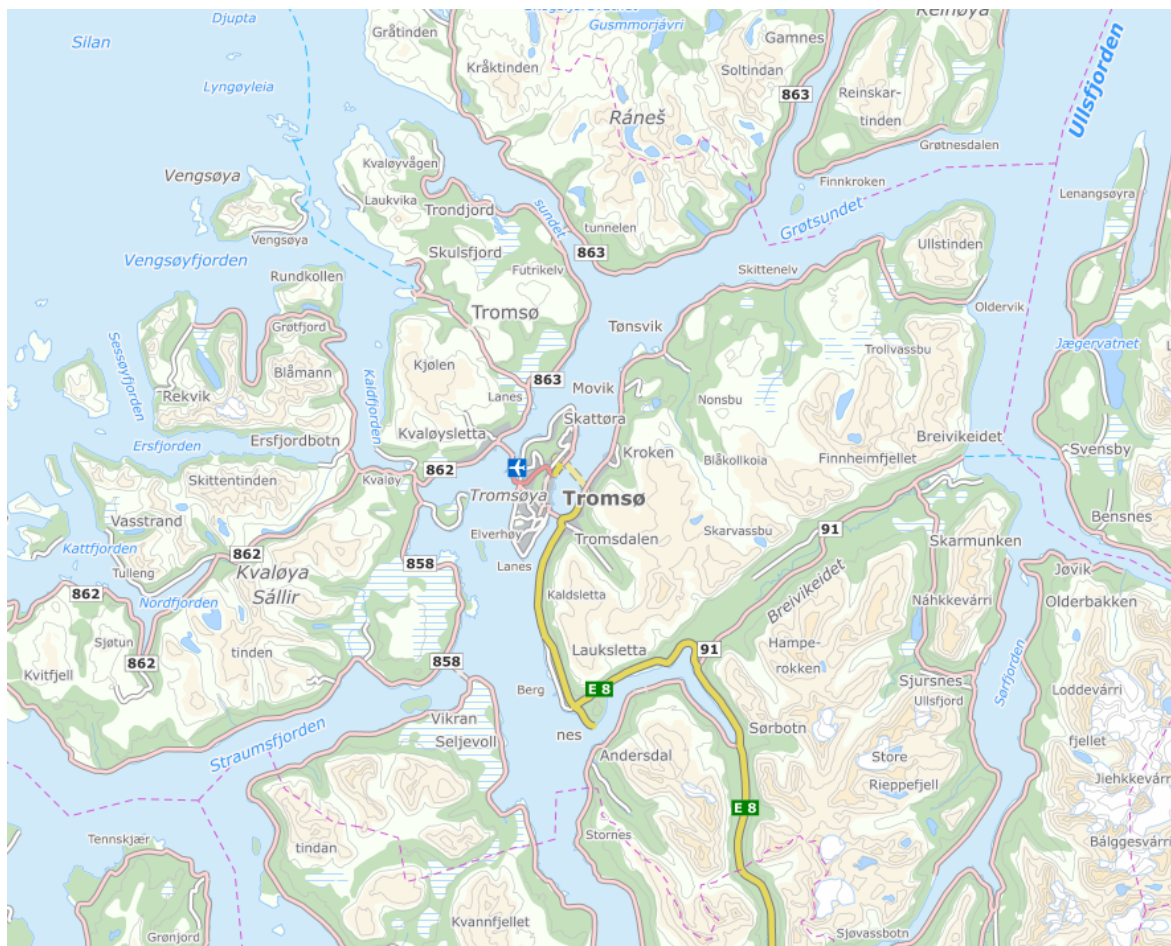 Djupta
Silan
Gråtinden
Gusmmorjávri
Gamnes
Reinøya
Kråktinden
Soltindan
Lyngøyleia
863
Reinskar-
tinden
Ullsfjorden
Ráneš
Grøtnesdalen
Kvaløyvågen
Vengsøya
Laukvika
Trondjord
Finnkroken
Lenangsøyra
sundet
tunnelen
Grøtsundet
Vengsøya
Skulsfjord
863
Ullstinden
Vengsøyfjorden
Futrikelv
Skittenelv
Rundkollen
Oldervik
Tromsø
Grøtfjord
Tønsvik
Sessøyfjorden
Jægervatnet
Kjølen
Trollvassbu
Blåmann
Kaldfjorden
863
Movik
Rekvik
Lanes
Nonsbu
Skattøra
Kvaløysletta
Ersfjorden
Ersfjordbotn
Breivikeidet
Kroken
Svensby
Blåkollkoia
Finnheimfjellet
862
Skittentinden
Kvaløy
Tromsøya
Tromsø
Vasstrand
Bensnes
Elverhøy
Tromsdalen
Skarvassbu
91
Skarmunken
Kattfjorden
862
Tulleng
Kvaløya
Sállir
858
Lanes
Jøvik
862
Nordfjorden
Kaldsletta
Breivikeidet
Náhkkevárri
Olderbakken
Sjøtun
tinden
Lauksletta
91
Hampe-
rokken
862
858
Kvitfjell
Sjursnes
Sørfjorden
Loddevárri
Berg
E 8
Ullsfjord
Vikran
Sørbotn
Straumsfjorden
Seljevoll
nes
fjellet
Andersdal
Store
Jiehkkevárri
Rieppefjell
E 8
Tennskjær
tindan
Stornes
Bálggesvárri
Kvannfjellet
Grønjord
Sjøvassbotn